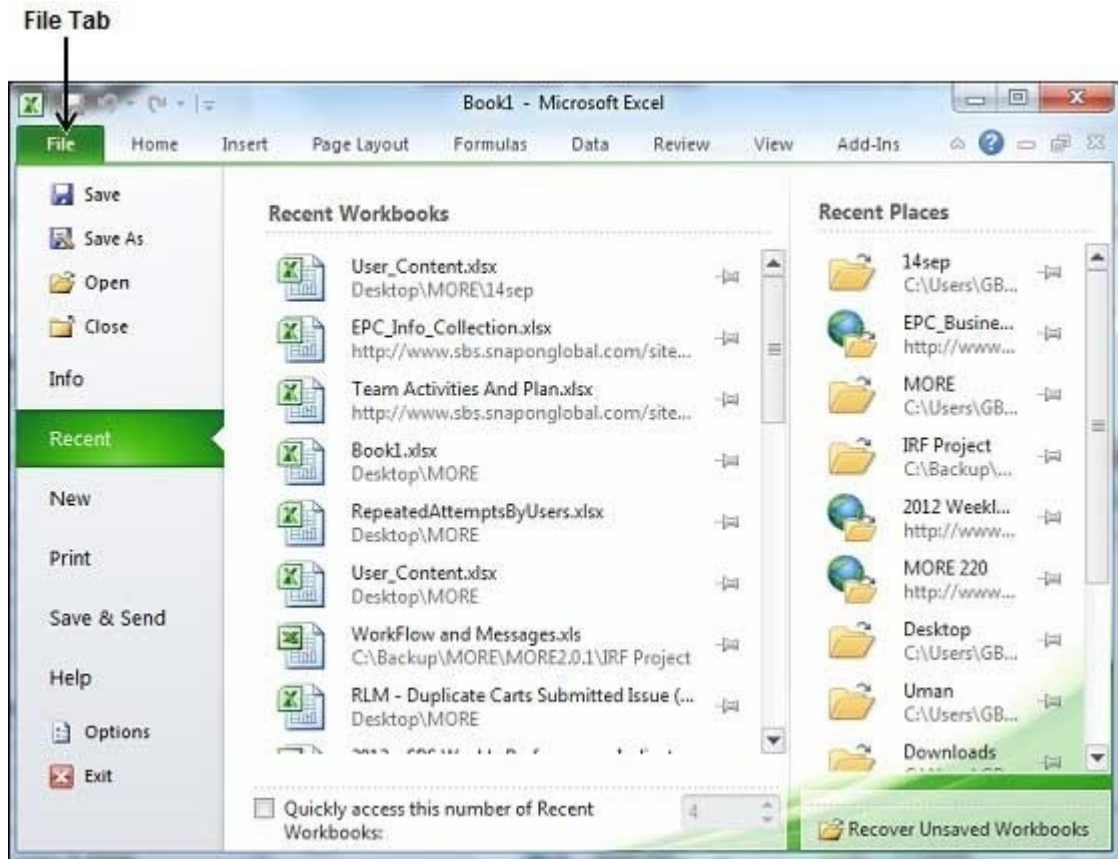 File Tab
Book1 - Microsoft Excel
File Home Insert Page Layout Formulas Data Review View Add-Ins
Save
Save As
Open
Close
Info
Recent
New
Print
Save & Send
Help
Options
Exit
Recent Workbooks
User_Content.xlsx
Desktop\MORE\14sep
EPC_Info_Collection.xlsx
http://www.sbs.snaponglobal.com/site...
Team Activities And Plan.xlsx
http://www.sbs.snaponglobal.com/site...
Book1.xlsx
Desktop\MORE
RepeatedAttemptsByUsers.xlsx
Desktop\MORE
User_Content.xlsx
Desktop\MORE
WorkFlow and Messages.xls
C:\Backup\MORE\MORE2.0.1\IRF Project
RLM - Duplicate Carts Submitted Issue (...
Desktop\MORE
Quickly access this number of Recent
Workbooks:
4
Recent Places
14sep
C:\Users\GB...
EPC_Busine...
http://www...
MORE
C:\Users\GB...
IRF Project
C:\Backup\...
2012 Weekl...
http://www...
MORE 220
http://www...
Desktop
C:\Users\GB...
Uman
C:\Users\GB...
Downloads
Recover Unsaved Workbooks